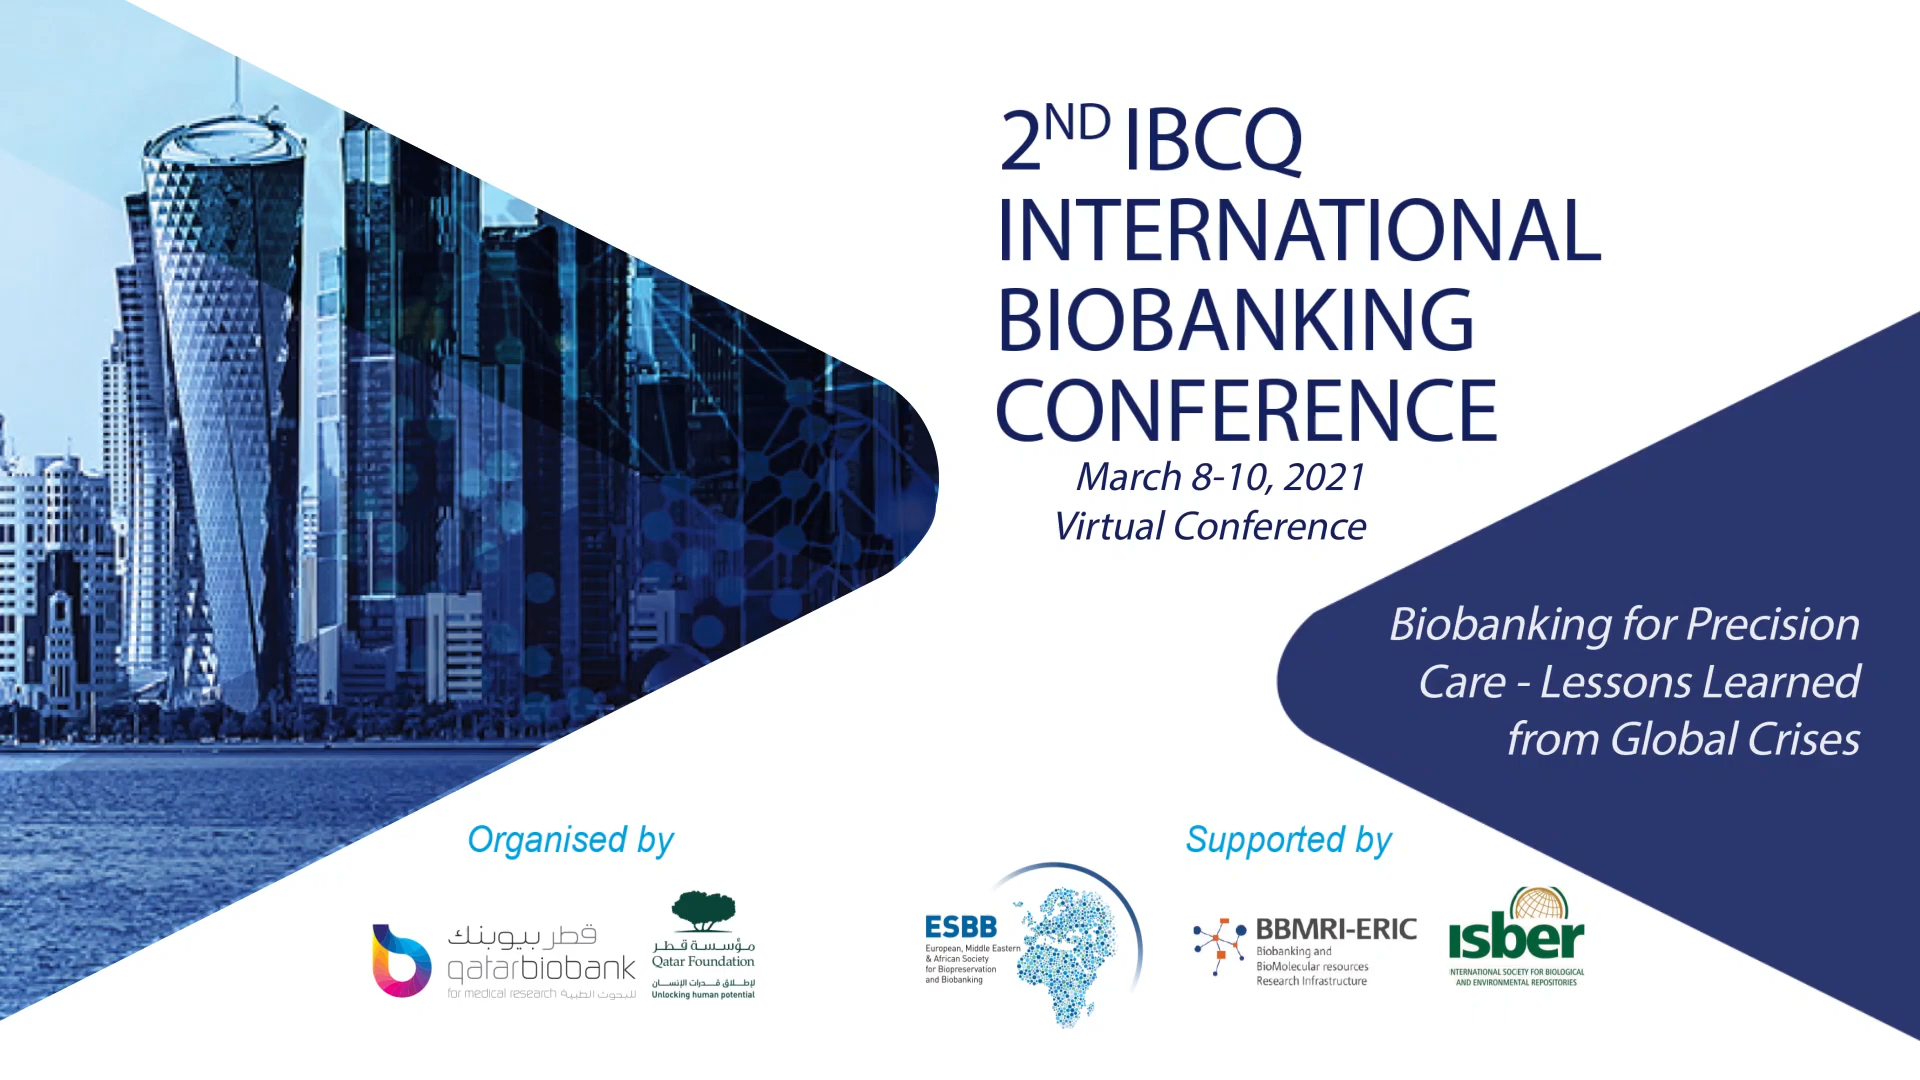 2ND IBCQ
INTERNATIONAL
BIOBANKING
CONFERENCE
March 8-10, 2021
Virtual Conference
Biobanking for Precision
Care - Lessons Learned
from Global Crises
Organised by
قطر بيوبنك
qatarbiobank
for medical research للبحوث الطبية
مؤسسة قطر
Qatar Foundation
لإطلاق قدرات الإنسان
Unlocking human potential
Supported by
ESBB
European, Middle Eastern
& African Society
for Biopreservation
and Biobanking
BBMRI-ERIC
Biobanking and
BioMolecular resources
Research Infrastructure
isber
INTERNATIONAL SOCIETY FOR BIOLOGICAL
AND ENVIRONMENTAL REPOSITORIES